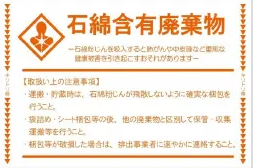 石綿含有廃棄物
ー石綿粉じんを吸入すると肺がんや中皮腫など重篤な
健康被害を引き起こすおそれがありますー
【取扱い上の注意事項】
・運搬・貯蔵は、石綿粉じんが飛散しないように確実な梱包を
行うこと。
・袋詰め・シート梱包等の後、他の廃棄物と区別して保管・収集
運搬等を行うこと。
・梱包等が破損した場合は、排出事業者に速やかに連絡すること。